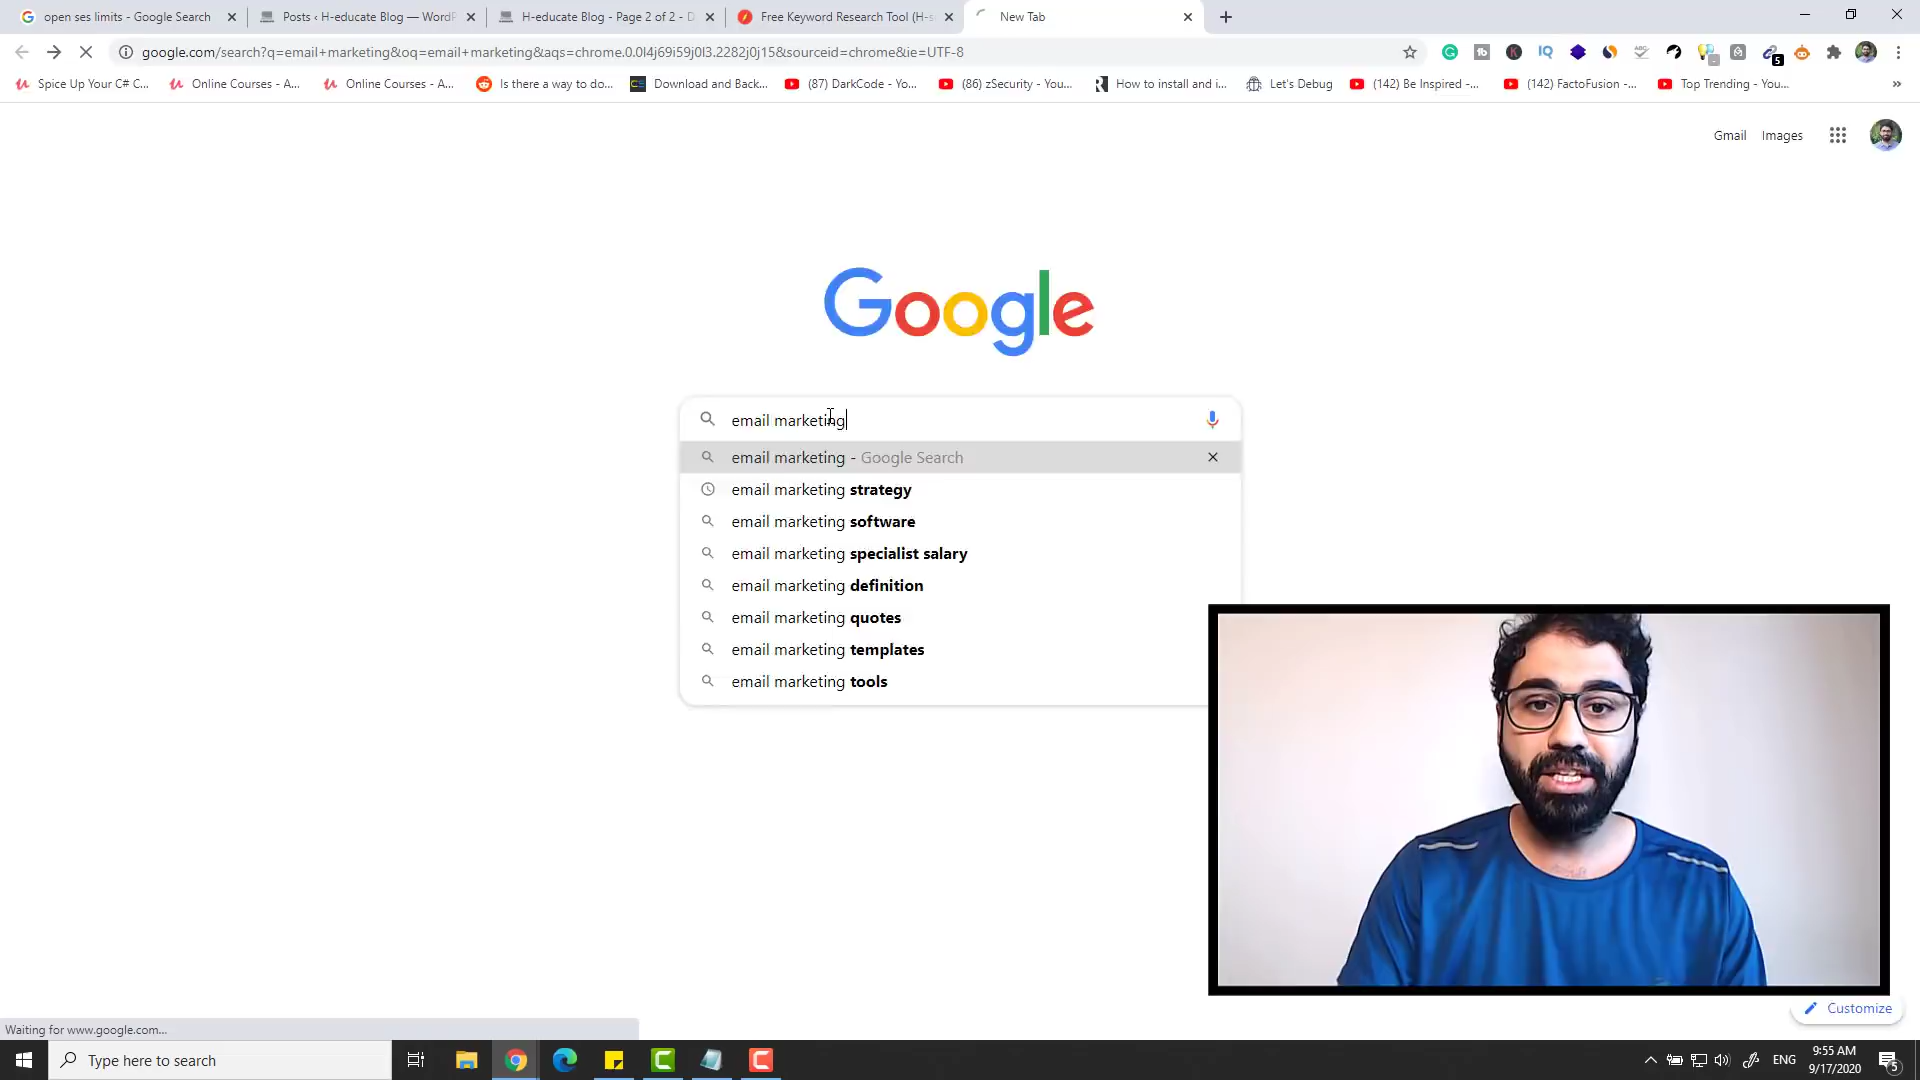 open ses limits - Google Search
Posts ‹ H-educate Blog — WordP
H-educate Blog - Page 2 of 2 - D
Free Keyword Research Tool (H-s
New Tab
google.com/search?q=email+marketing&oq=email+marketing&aqs=chrome.0.0l4j69i59j0l3.2282j0j15&sourceid=chrome&ie=UTF-8
Spice Up Your C# C...
Online Courses - A...
Online Courses - A...
Is there a way to do...
Download and Back...
(87) DarkCode - Yo...
(86) zSecurity - You...
How to install and i...
Let's Debug
(142) Be Inspired -...
(142) FactoFusion -...
Top Trending - You...
Gmail
Images
Google
email marketing
email marketing - Google Search
email marketing strategy
email marketing software
email marketing specialist salary
email marketing definition
email marketing quotes
email marketing templates
email marketing tools
Customize
Waiting for www.google.com...
Type here to search
ENG
9:55 AM
9/17/2020
5